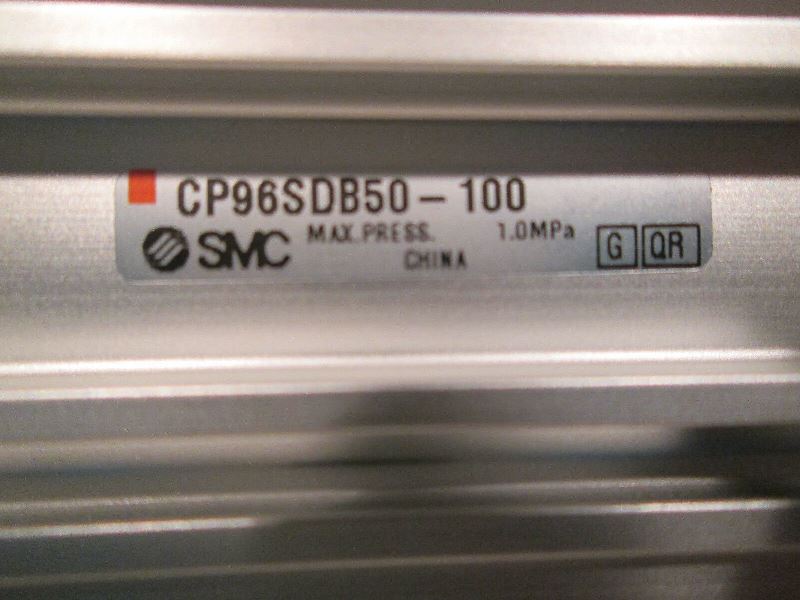 CP96SDB50-100
SMC MAX.PRESS. 1.0MPa G QR
CHINA